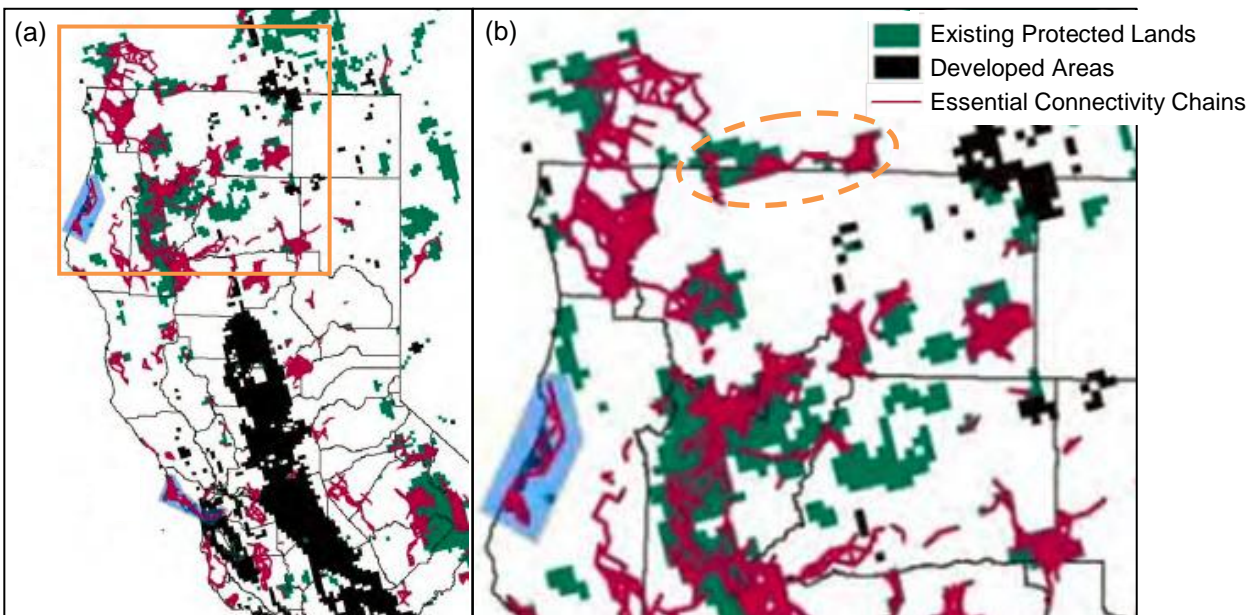 (a)
(b)
Existing Protected Lands
Developed Areas
Essential Connectivity Chains